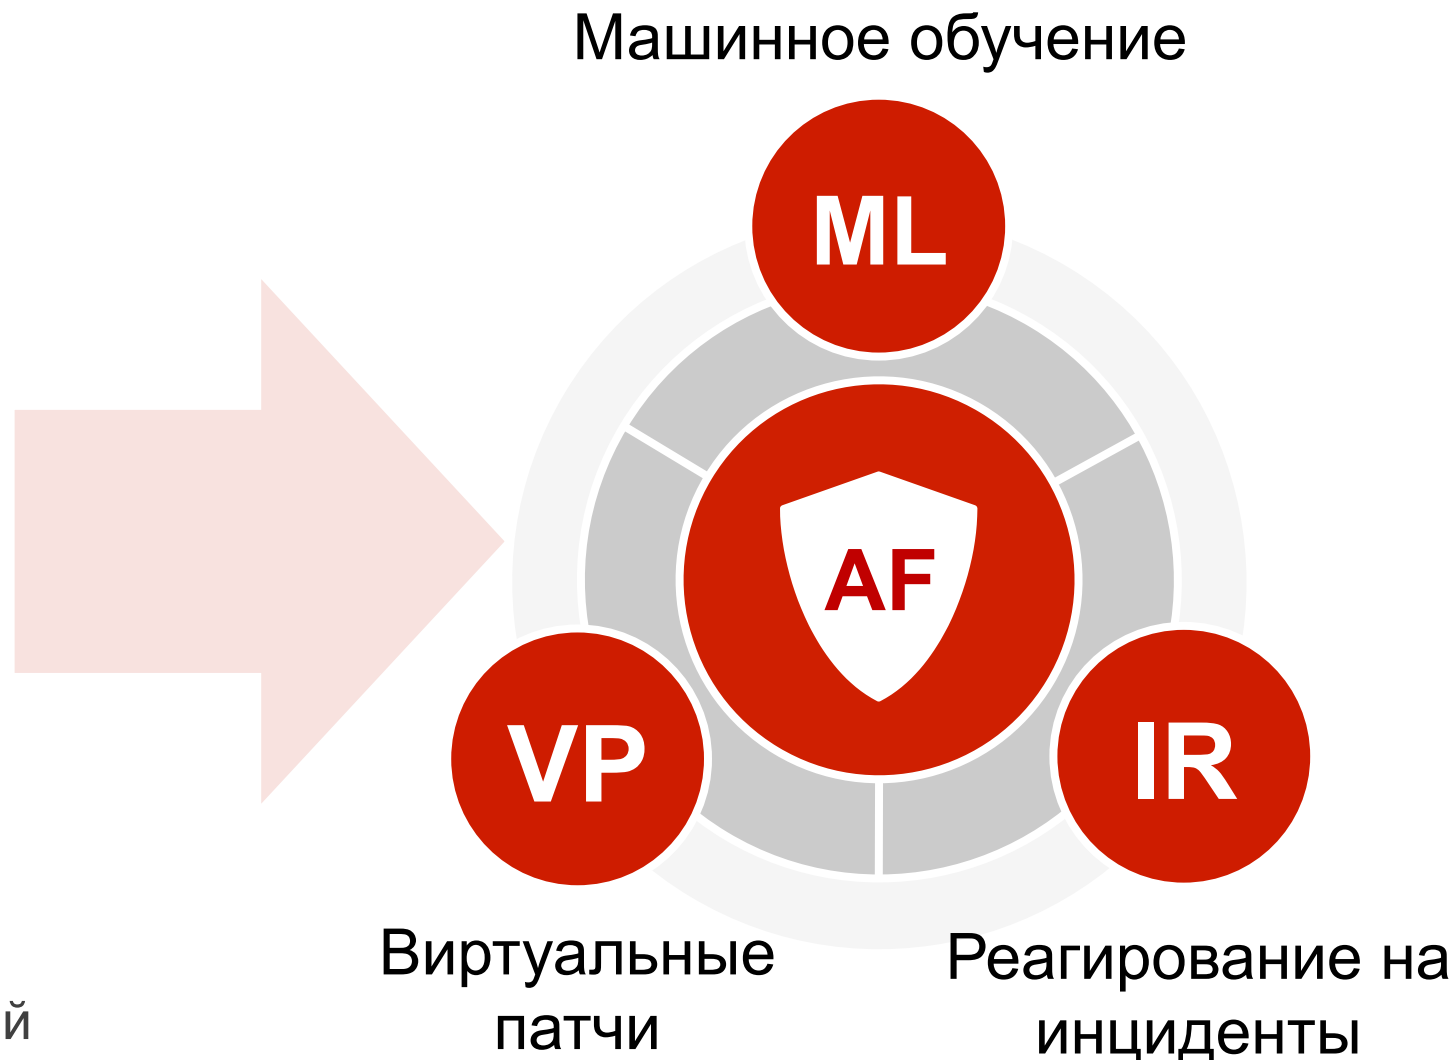 Машинное обучение
ML
AF
VP
IR
Виртуальные
патчи
Реагирование на
инциденты
й